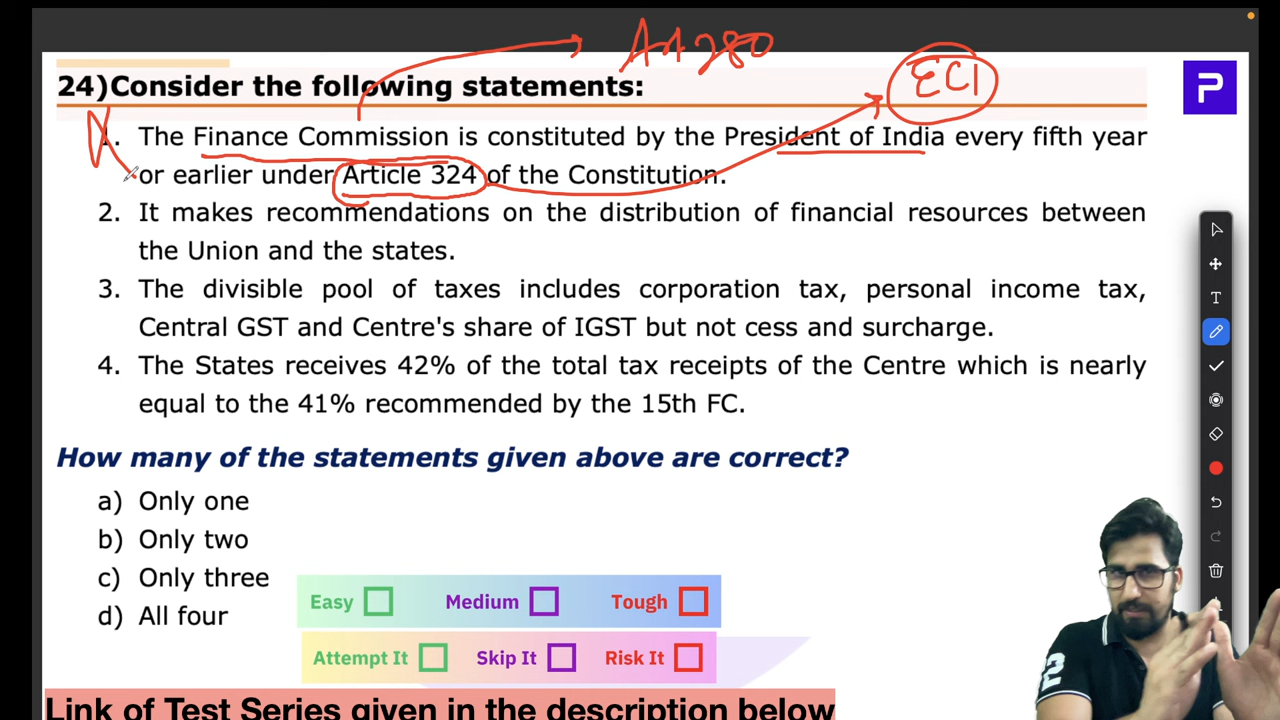 Art 280
ECI
24)Consider the following statements:
1. The Finance Commission is constituted by the President of India every fifth year
or earlier under Article 324 of the Constitution.
2. It makes recommendations on the distribution of financial resources between
the Union and the states.
3. The divisible pool of taxes includes corporation tax, personal income tax,
Central GST and Centre's share of IGST but not cess and surcharge.
4. The States receives 42% of the total tax receipts of the Centre which is nearly
equal to the 41% recommended by the 15th FC.
How many of the statements given above are correct?
a) Only one
b) Only two
c) Only three
d) All four
Easy Medium Tough
Attempt It Skip It Risk It
Link of Test Series given in the description below
P
T
2